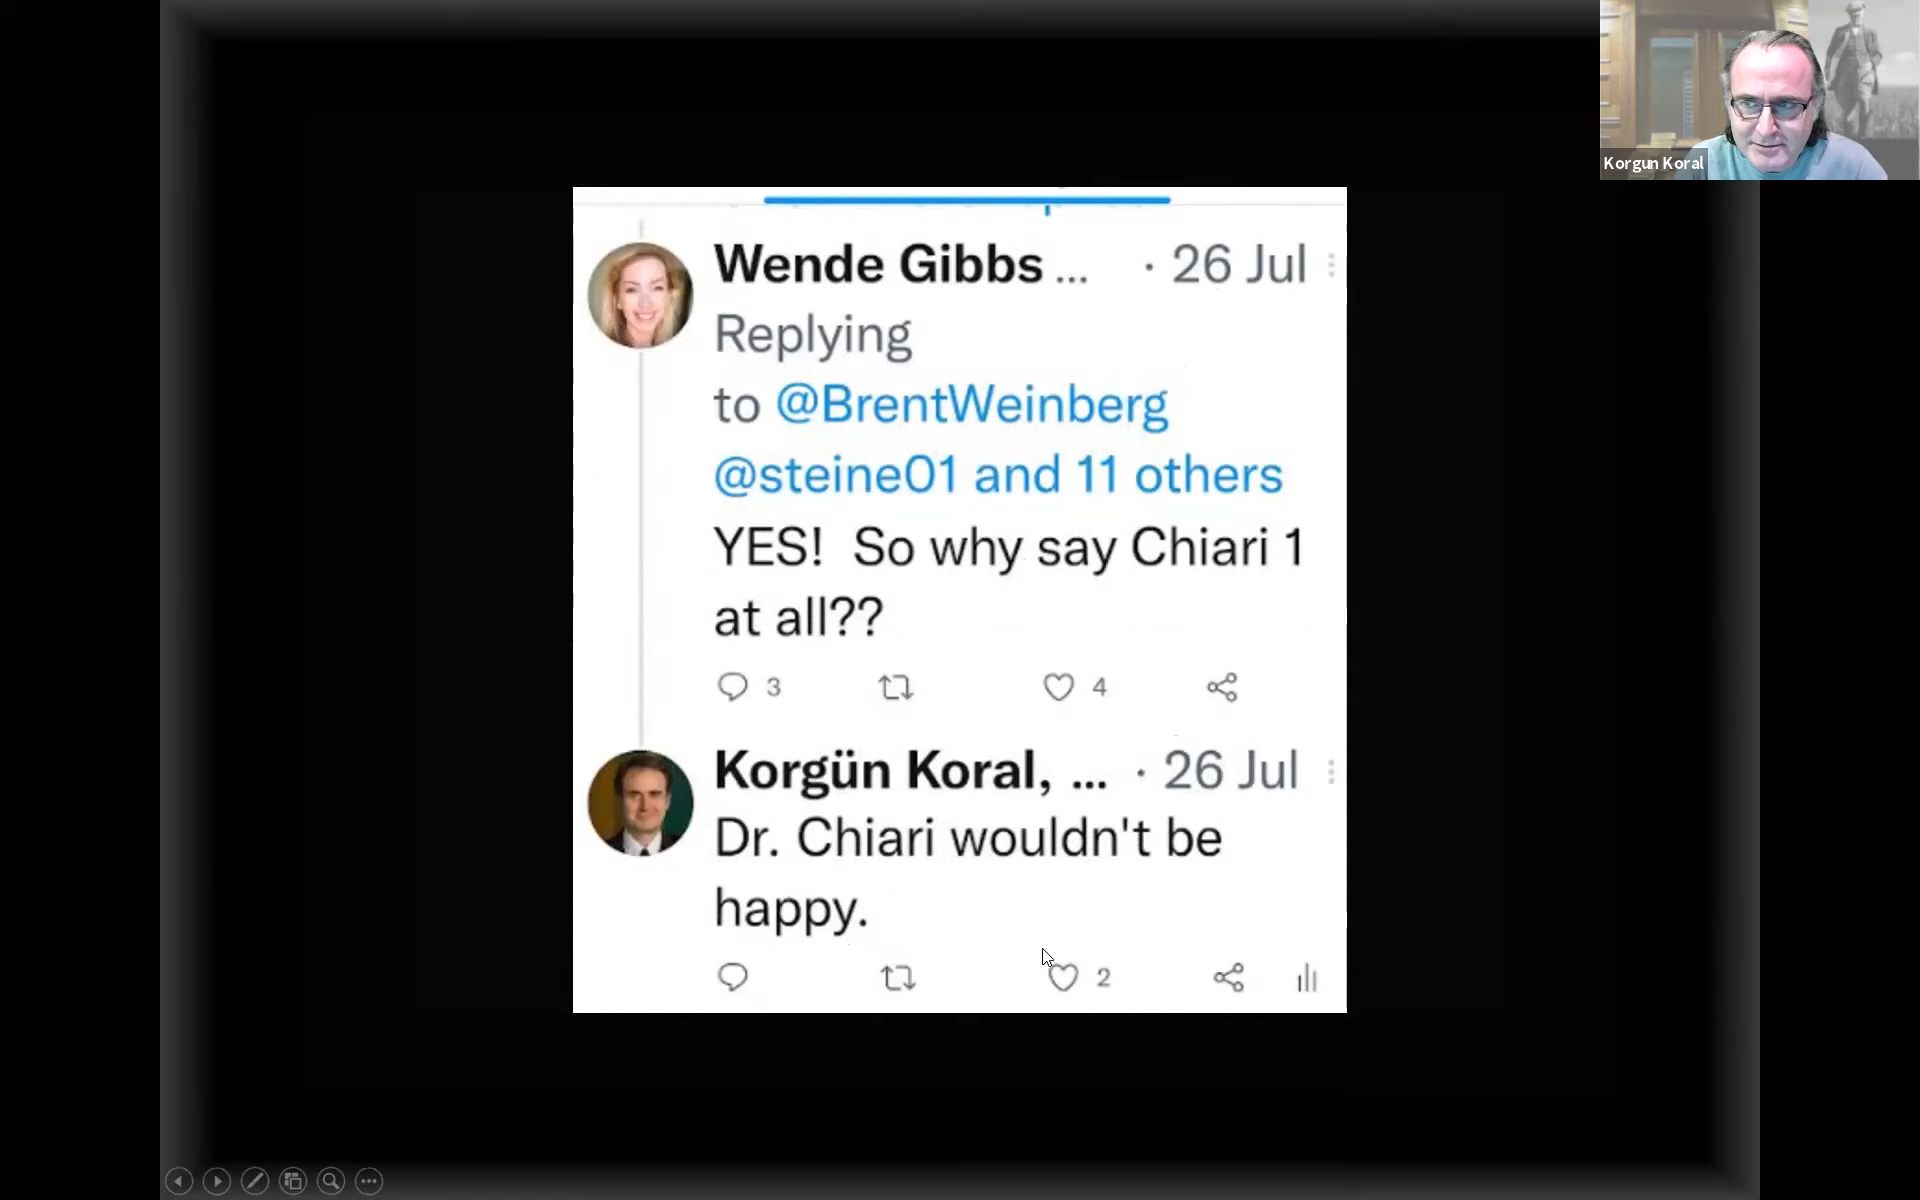 Korgun Koral
Wende Gibbs ... · 26 Jul
Replying
to @BrentWeinberg
@steine01 and 11 others
YES!  So why say Chiari 1
at all??
3 4
Korgün Koral, ... · 26 Jul
Dr. Chiari wouldn't be
happy.
2